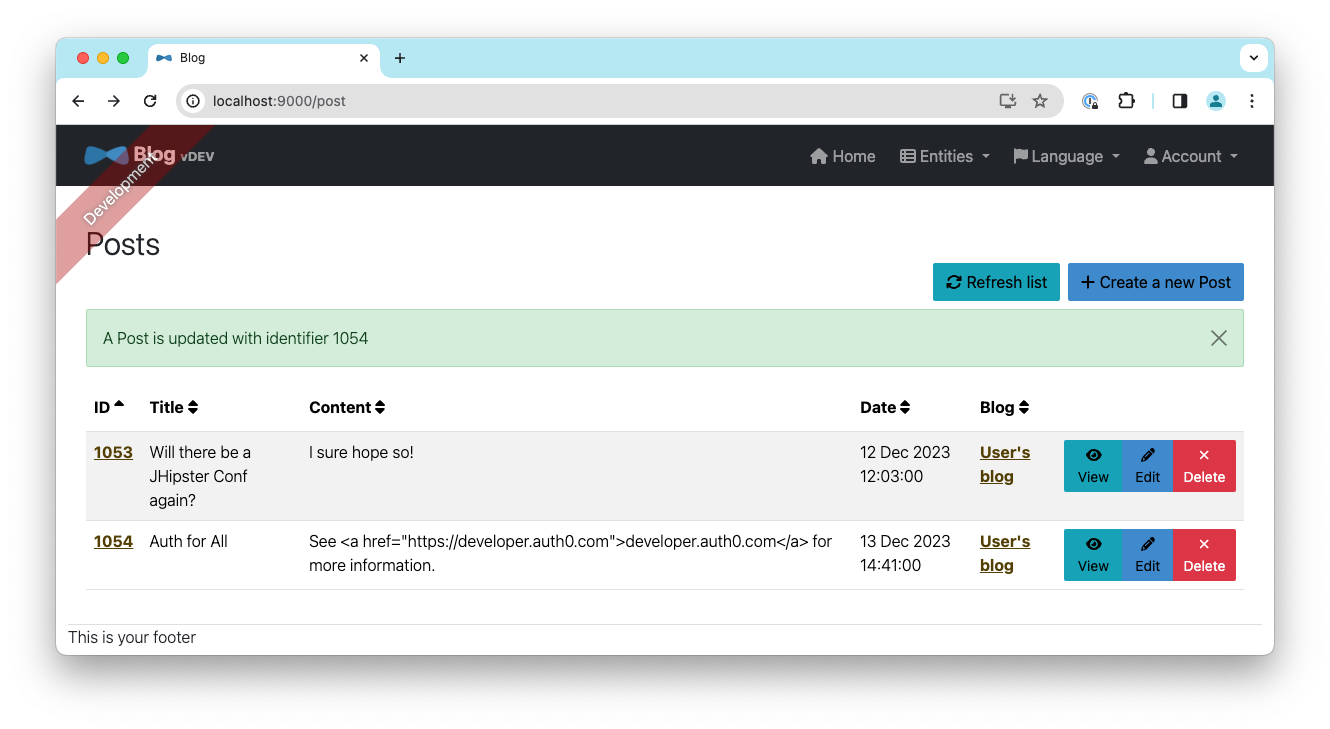 Blog
localhost:9000/post
Blog vDEV
Home Entities Language Account
Development
Posts
Refresh list Create a new Post
A Post is updated with identifier 1054
ID Title Content Date Blog
1053 Will there be a I sure hope so! 12 Dec 2023 User's
JHipster Conf 12:03:00 blog View Edit Delete
again?
1054 Auth for All See <a href="https://developer.auth0.com">developer.auth0.com</a> for 13 Dec 2023 User's
more information. 14:41:00 blog View Edit Delete
This is your footer